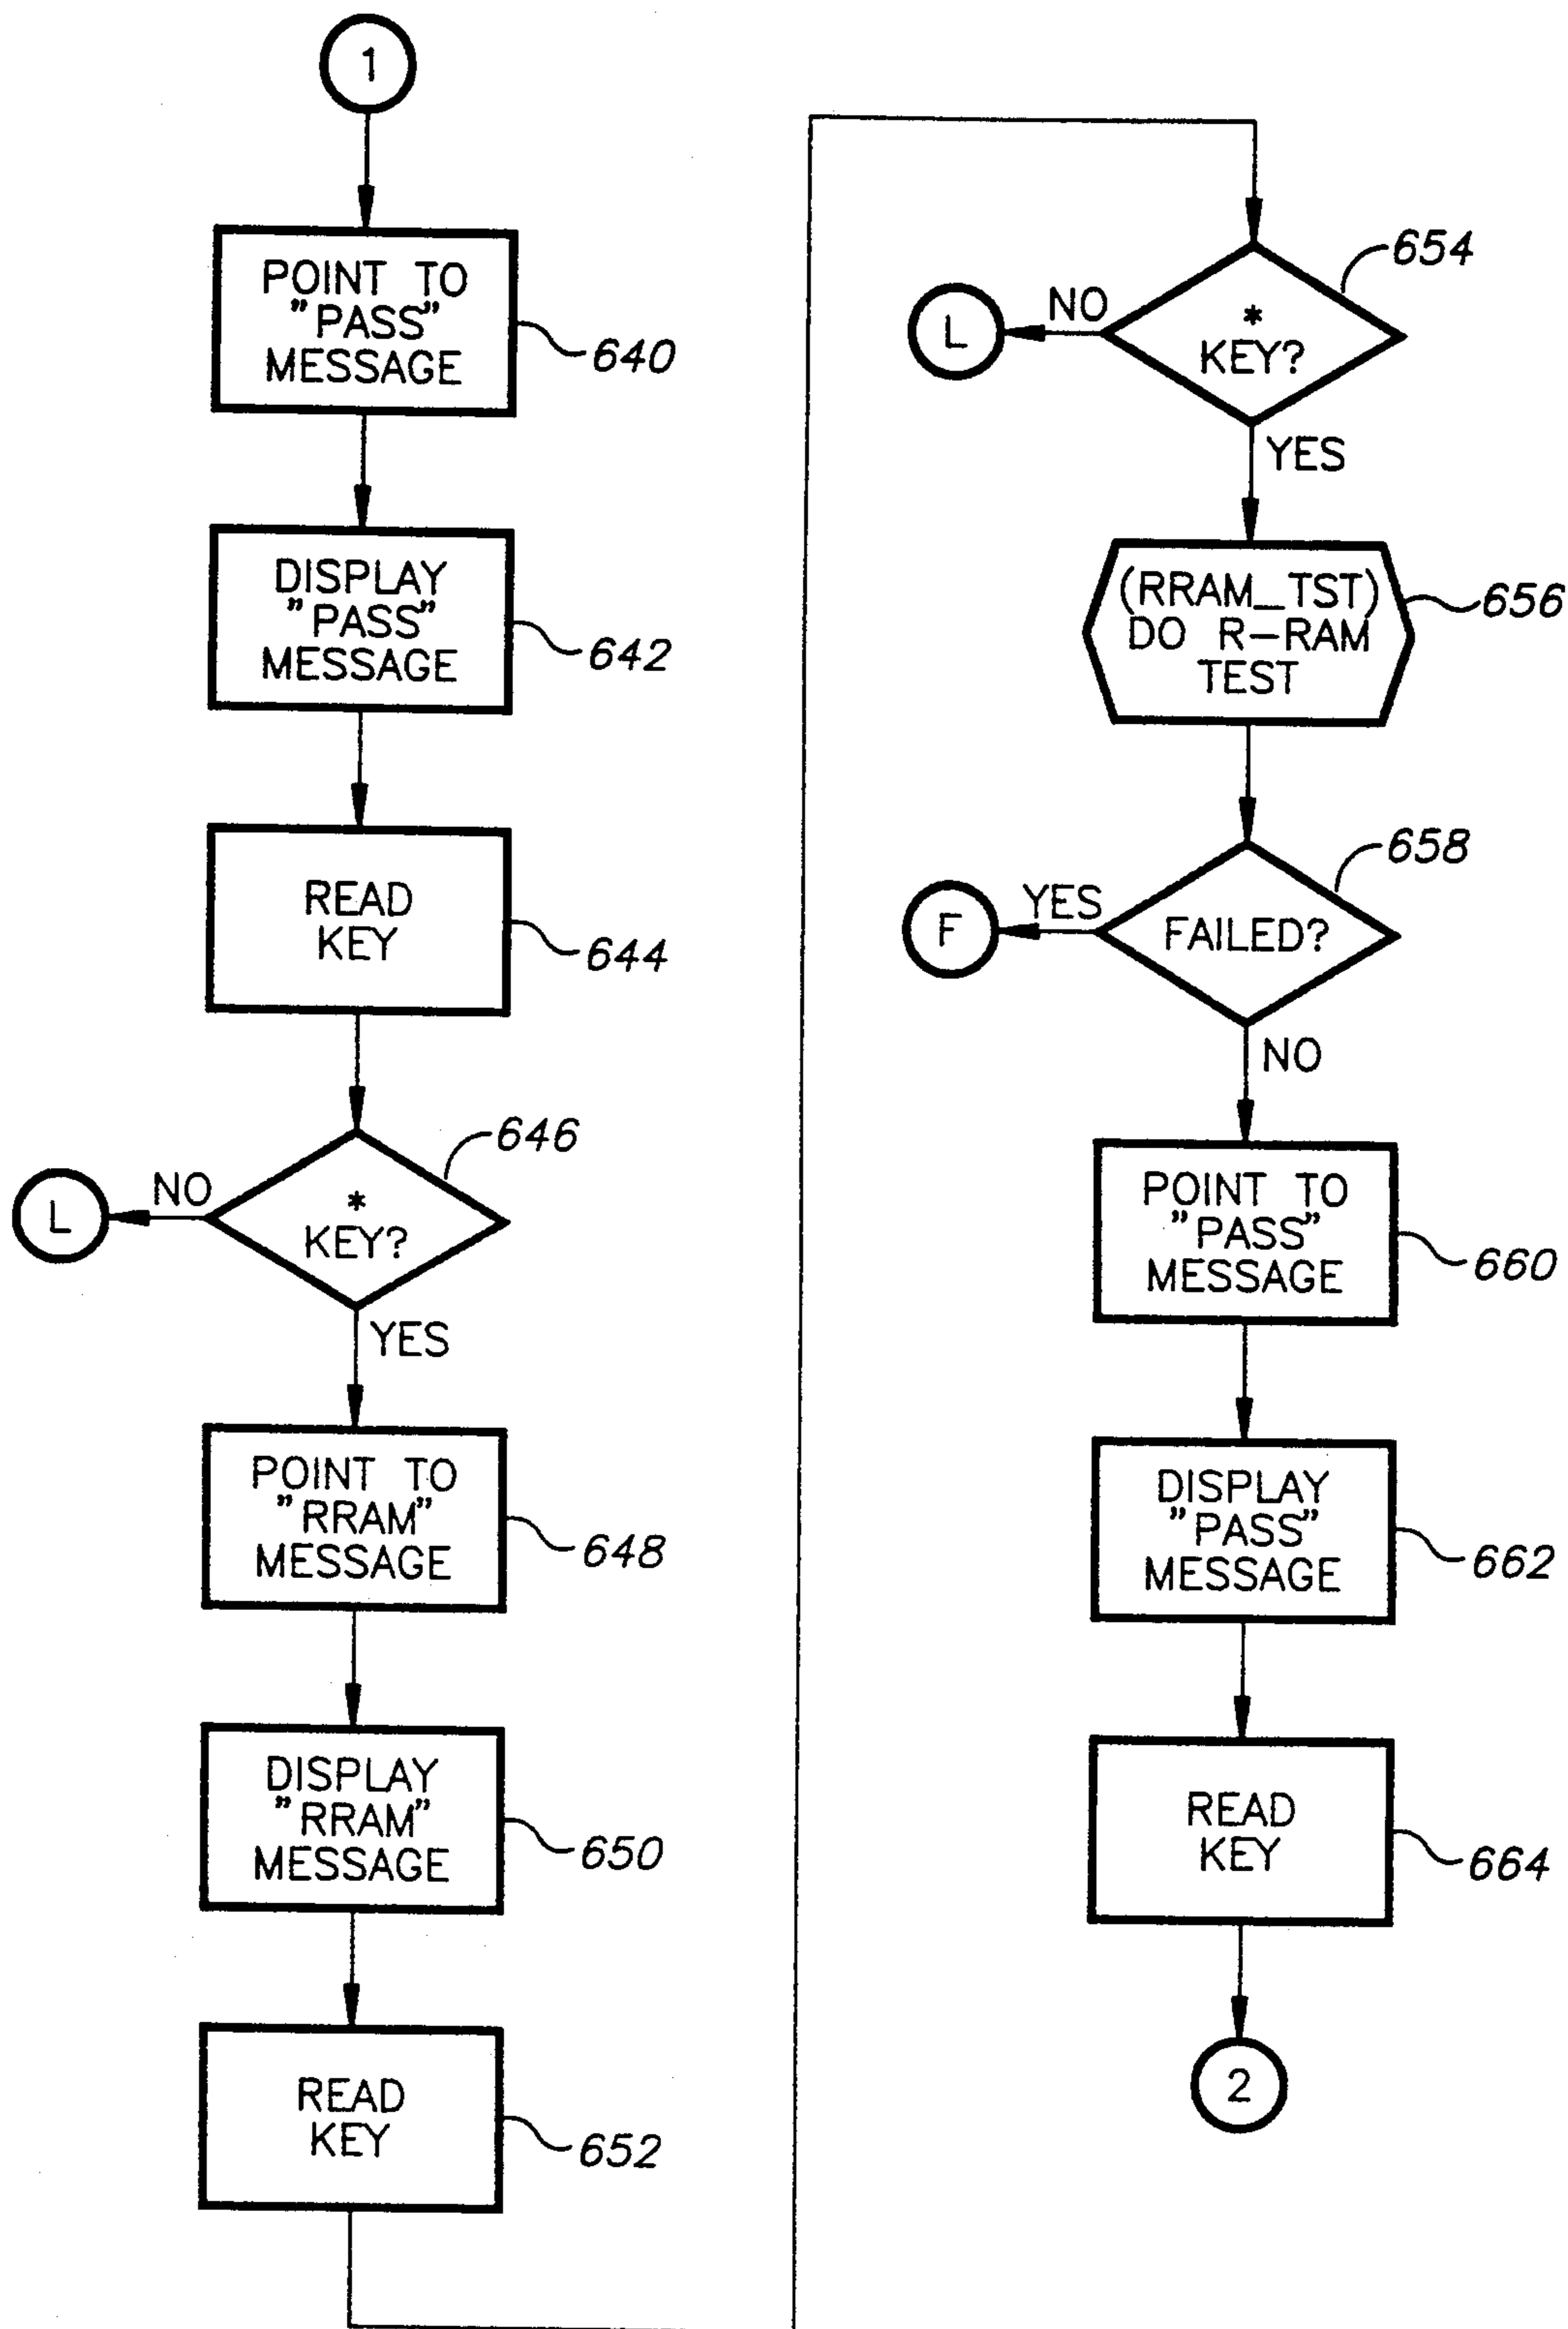 1
POINT TO
"PASS"
MESSAGE
640
DISPLAY
"PASS"
MESSAGE
642
READ
KEY
644
646
*
KEY?
NO
L
YES
POINT TO
"RRAM"
MESSAGE
648
DISPLAY
"RRAM"
MESSAGE
650
READ
KEY
652
654
*
KEY?
NO
L
YES
(RRAM_TST)
DO R-RAM
TEST
656
658
FAILED?
YES
F
NO
POINT TO
"PASS"
MESSAGE
660
DISPLAY
"PASS"
MESSAGE
662
READ
KEY
664
2